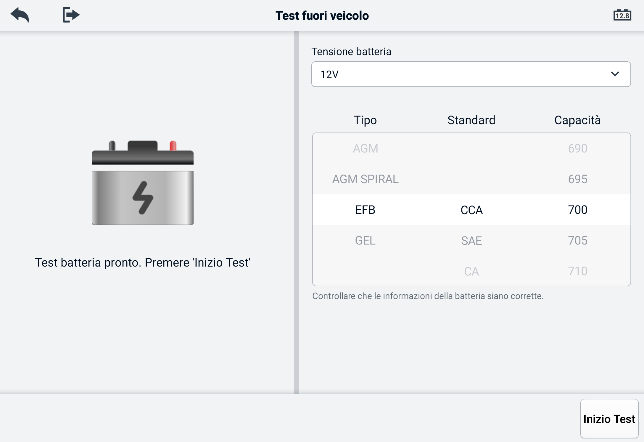 Test fuori veicolo
12.8
Tensione batteria
12V
Tipo Standard Capacità
AGM 690
AGM SPIRAL 695
EFB CCA 700
GEL SAE 705
CA 710
Controllare che le informazioni della batteria siano corrette.
Test batteria pronto. Premere 'Inizio Test'
Inizio Test